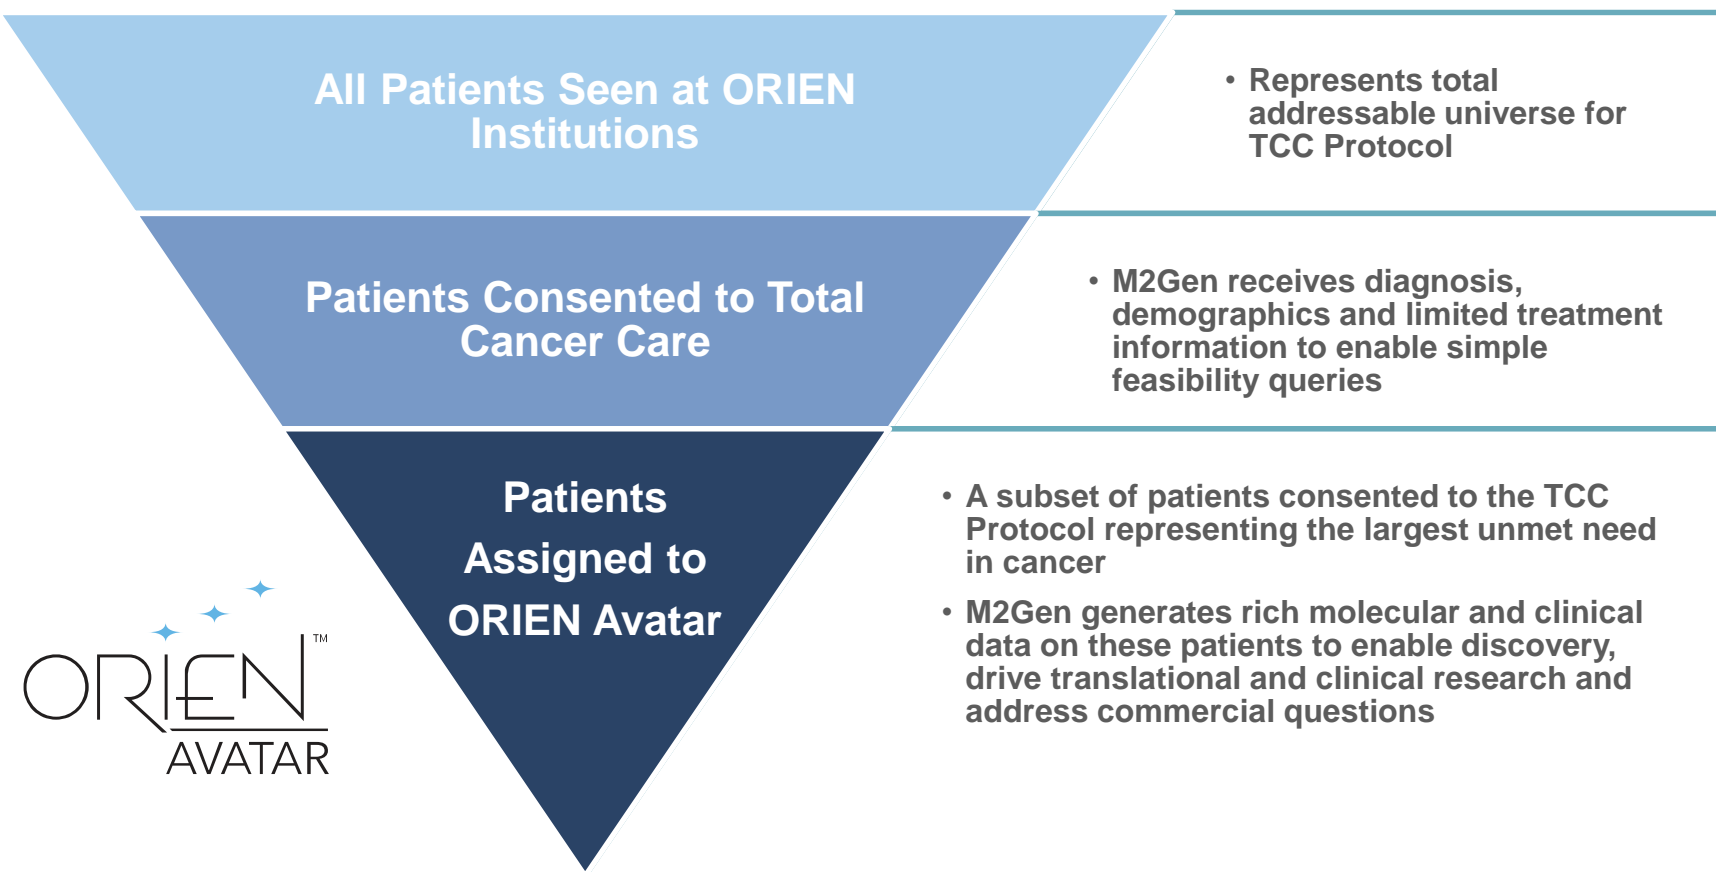 All Patients Seen at ORIEN
Institutions
• Represents total
addressable universe for
TCC Protocol
Patients Consented to Total
Cancer Care
• M2Gen receives diagnosis,
demographics and limited treatment
information to enable simple
feasibility queries
Patients
Assigned to
ORIEN Avatar
• A subset of patients consented to the TCC
Protocol representing the largest unmet need
in cancer
• M2Gen generates rich molecular and clinical
data on these patients to enable discovery,
drive translational and clinical research and
address commercial questions
ORIEN™
AVATAR